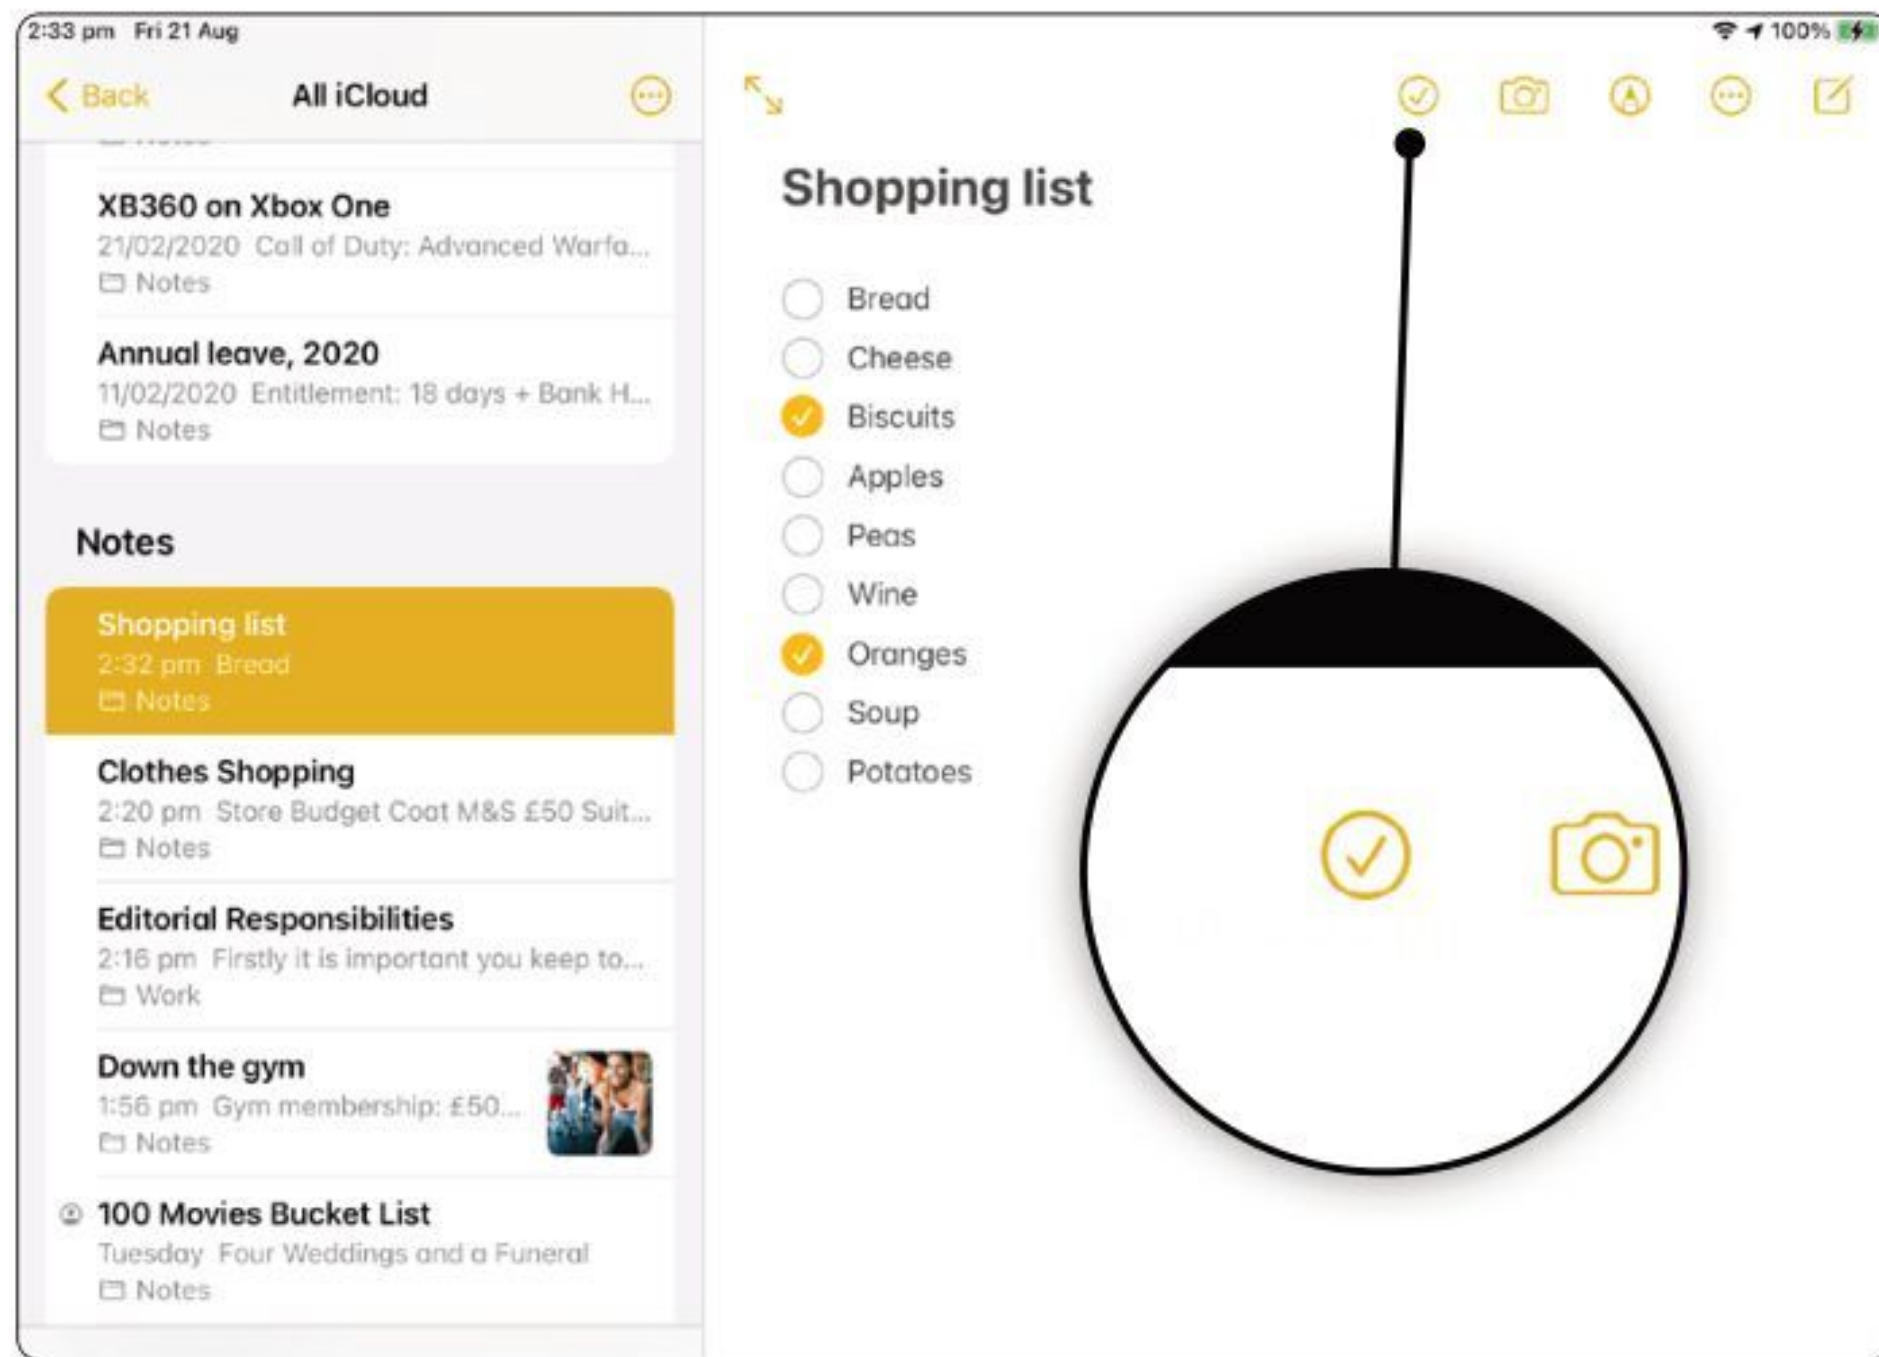 2:33 pm Fri 21 Aug
100%
Back
All iCloud
XB360 on Xbox One
21/02/2020 Call of Duty: Advanced Warfa...
Notes
Annual leave, 2020
11/02/2020 Entitlement: 18 days + Bank H...
Notes
Notes
Shopping list
2:32 pm Bread
Notes
Clothes Shopping
2:20 pm Store Budget Coat M&S £50 Suit...
Notes
Editorial Responsibilities
2:16 pm Firstly it is important you keep to...
Work
Down the gym
1:56 pm Gym membership: £50...
Notes
100 Movies Bucket List
Tuesday Four Weddings and a Funeral
Notes
Shopping list
Bread
Cheese
Biscuits
Apples
Peas
Wine
Oranges
Soup
Potatoes